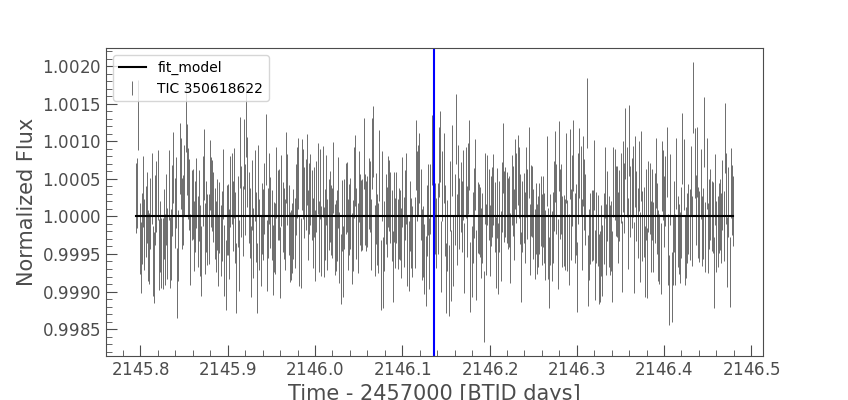 fit_model
TIC 350618622
Normalized Flux
1.0020
1.0015
1.0010
1.0005
1.0000
0.9995
0.9990
0.9985
2145.8 2145.9 2146.0 2146.1 2146.2 2146.3 2146.4 2146.5
Time - 2457000 [BTJD days]